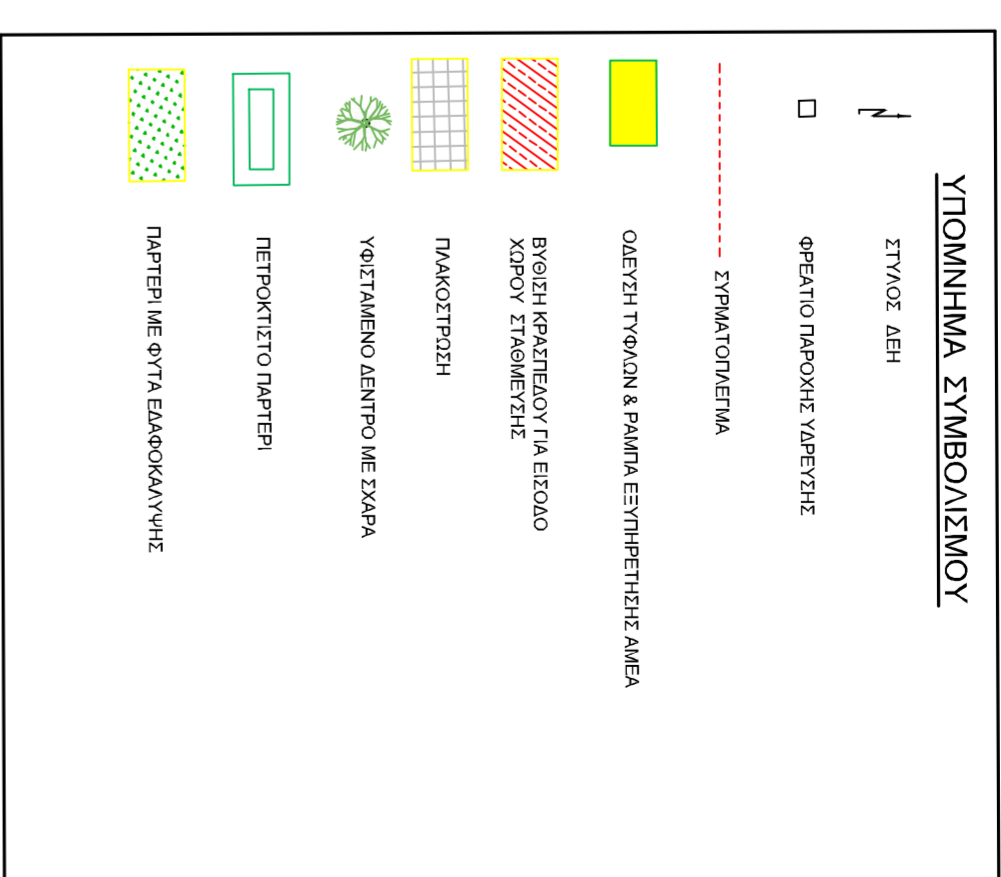 ΥΠΟΜΝΗΜΑ ΣΥΜΒΟΛΙΣΜΟΥ
ΣΤΥΛΟΣ ΔΕΗ
ΦΡΕΑΤΙΟ ΠΑΡΟΧΗΣ ΥΔΡΕΥΣΗΣ
ΣΥΡΜΑΤΟΠΛΕΓΜΑ
ΟΔΕΥΣΗ ΤΥΦΛΩΝ & ΡΑΜΠΑ ΕΞΥΠΗΡΕΤΗΣΗΣ ΑΜΕΑ
ΒΥΘΙΣΗ ΚΡΑΣΠΕΔΟΥ ΓΙΑ ΕΙΣΟΔΟ
ΧΩΡΟΥ ΣΤΑΘΜΕΥΣΗΣ
ΠΛΑΚΟΣΤΡΩΣΗ
ΥΦΙΣΤΑΜΕΝΟ ΔΕΝΤΡΟ ΜΕ ΣΧΑΡΑ
ΠΕΤΡΟΚΤΙΣΤΟ ΠΑΡΤΕΡΙ
ΠΑΡΤΕΡΙ ΜΕ ΦΥΤΑ ΕΔΑΦΟΚΑΛΥΨΗΣ